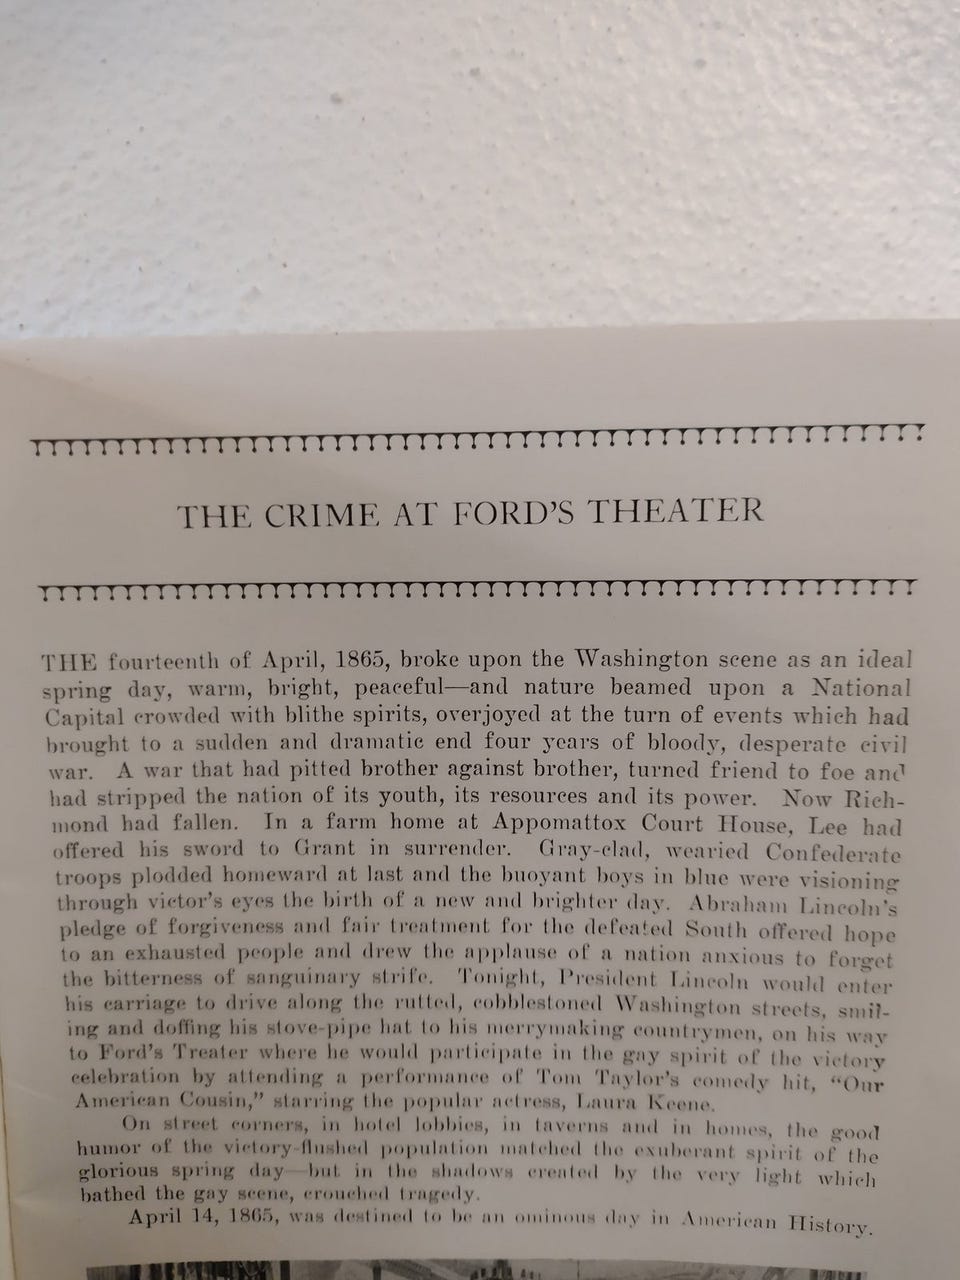 THE CRIME AT FORD'S THEATER
THE fourteenth of April, 1865, broke upon the Washington scene as an ideal
spring day, warm, bright, peaceful—and nature beamed upon a National
Capital crowded with blithe spirits, overjoyed at the turn of events which had
brought to a sudden and dramatic end four years of bloody, desperate civil
war. A war that had pitted brother against brother, turned friend to foe and
had stripped the nation of its youth, its resources and its power. Now Rich-
mond had fallen. In a farm home at Appomattox Court House, Lee had
offered his sword to Grant in surrender. Gray-clad, wearied Confederate
troops plodded homeward at last and the buoyant boys in blue were visioning
through victor's eyes the birth of a new and brighter day. Abraham Lincoln's
pledge of forgiveness and fair treatment for the defeated South offered hope
to an exhausted people and drew the applause of a nation anxious to forget
the bitterness of sanguinary strife. Tonight, President Lincoln would enter
his carriage to drive along the rutted, cobblestoned Washington streets, smil-
ing and doffing his stove-pipe hat to his merrymaking countrymen, on his way
to Ford's Treater where he would participate in the gay spirit of the victory
celebration by attending a performance of Tom Taylor's comedy hit, "Our
American Cousin," starring the popular actress, Laura Keene.
On street corners, in hotel lobbies, in taverns and in homes, the good
humor of the victory-flushed population matched the exuberant spirit of the
glorious spring day—but in the shadows created by the very light which
bathed the gay scene, crouched tragedy.
April 14, 1865, was destined to be an ominous day in American History.